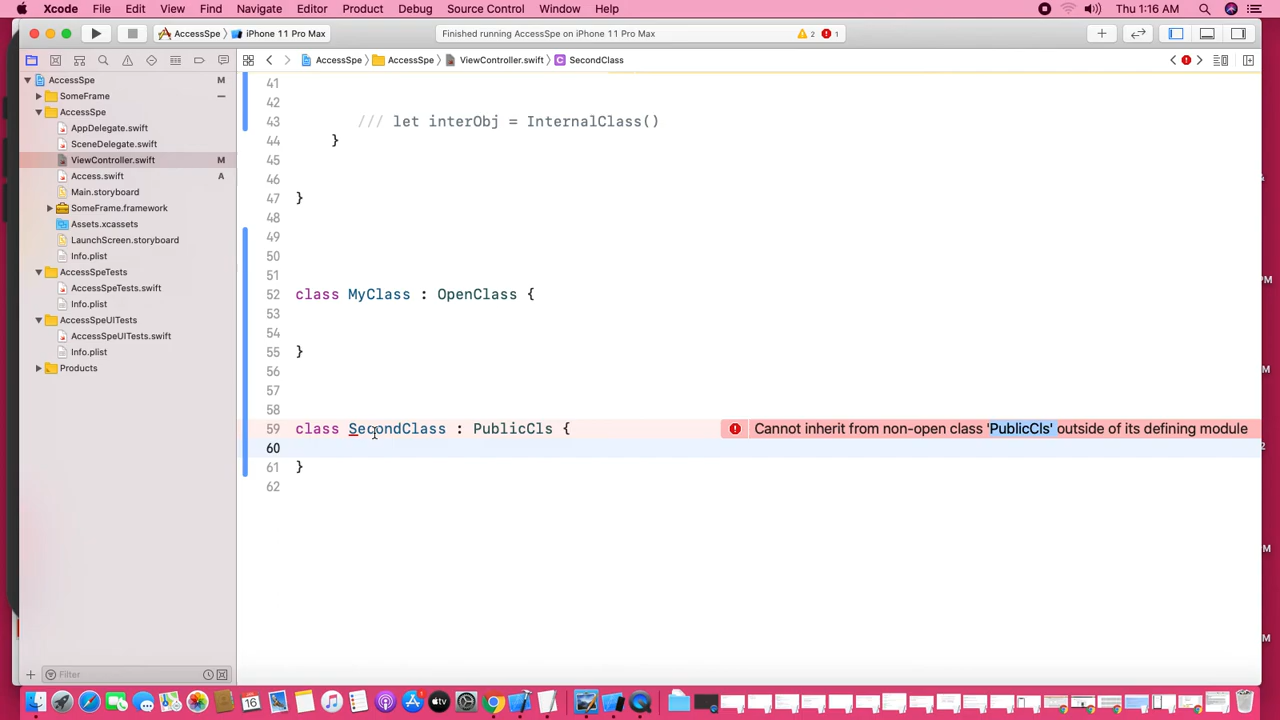 Xcode File Edit View Find Navigate Editor Product Debug Source Control Window Help Thu 1:16 AM
AccessSpe iPhone 11 Pro Max Finished running AccessSpe on iPhone 11 Pro Max 2 1
AccessSpe AccessSpe ViewController.swift C SecondClass
AccessSpe M
SomeFrame
AccessSpe
AppDelegate.swift
SceneDelegate.swift
ViewController.swift M
Access.swift A
Main.storyboard
SomeFrame.framework
Assets.xcassets
LaunchScreen.storyboard
Info.plist
AccessSpeTests
AccessSpeTests.swift
Info.plist
AccessSpeUITests
AccessSpeUITests.swift
Info.plist
Products
Filter
41
42
43 /// let interObj = InternalClass()
44 }
45
46
47 }
48
49
50
51
52 class MyClass : OpenClass {
53
54
55 }
56
57
58
59 class SecondClass : PublicCls { Cannot inherit from non-open class 'PublicCls' outside of its defining module
60
61 }
62